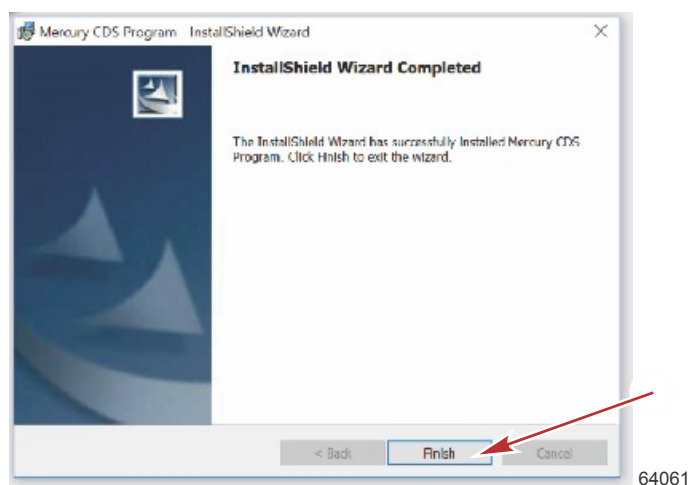 Mercury CDS Program InstallShield Wizard
InstallShield Wizard Completed
The InstallShield Wizard has successfully installed Mercury CDS
Program. Click Finish to exit the wizard.
< Back Finish Cancel
64061